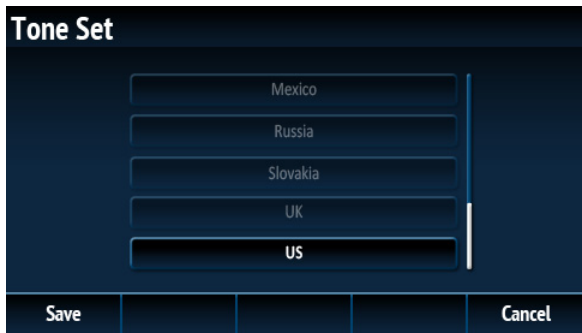 Tone Set
Mexico
Russia
Slovakia
UK
US
Save
Cancel